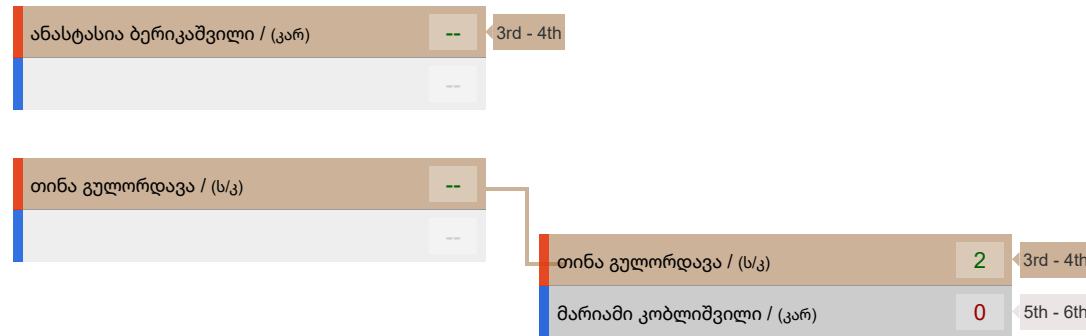 ანასტასია ბერიკაშვილი / (კარ) -- 3rd - 4th
--
თინა გულორდავა / (ს/კ) --
--
თინა გულორდავა / (ს/კ) 2 3rd - 4th
მარიამი კობლიშვილი / (კარ) 0 5th - 6th